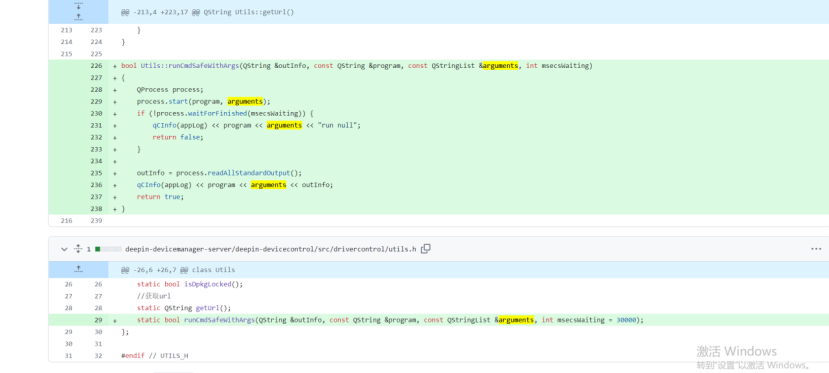 @@ -213,4 +223,17 @@ QString Utils::getUrl()
213 223 }
214 224 }
215 225
226 + bool Utils::runCmdSafeWithArgs(QString &outInfo, const QString &program, const QStringList &arguments, int msecsWaiting)
227 + {
228 + QProcess process;
229 + process.start(program, arguments);
230 + if (!process.waitForFinished(msecsWaiting)) {
231 + qCInfo(appLog) << program << arguments << "run null";
232 + return false;
233 + }
234 +
235 + outInfo = process.readAllStandardOutput();
236 + qCInfo(appLog) << program << arguments << outInfo;
237 + return true;
238 + }
216 239
1 deepin-devicemanager-server/deepin-devicecontrol/src/drivercontrol/utils.h
@@ -26,6 +26,7 @@ class Utils
26 26 static bool isDpkgLocked();
27 27 //获取url
28 28 static QString getUrl();
29 + static bool runCmdSafeWithArgs(QString &outInfo, const QString &program, const QStringList &arguments, int msecsWaiting = 30000);
29 30 };
30 31
31 32 #endif // UTILS_H
激活 Windows
转到"设置"以激活 Windows。